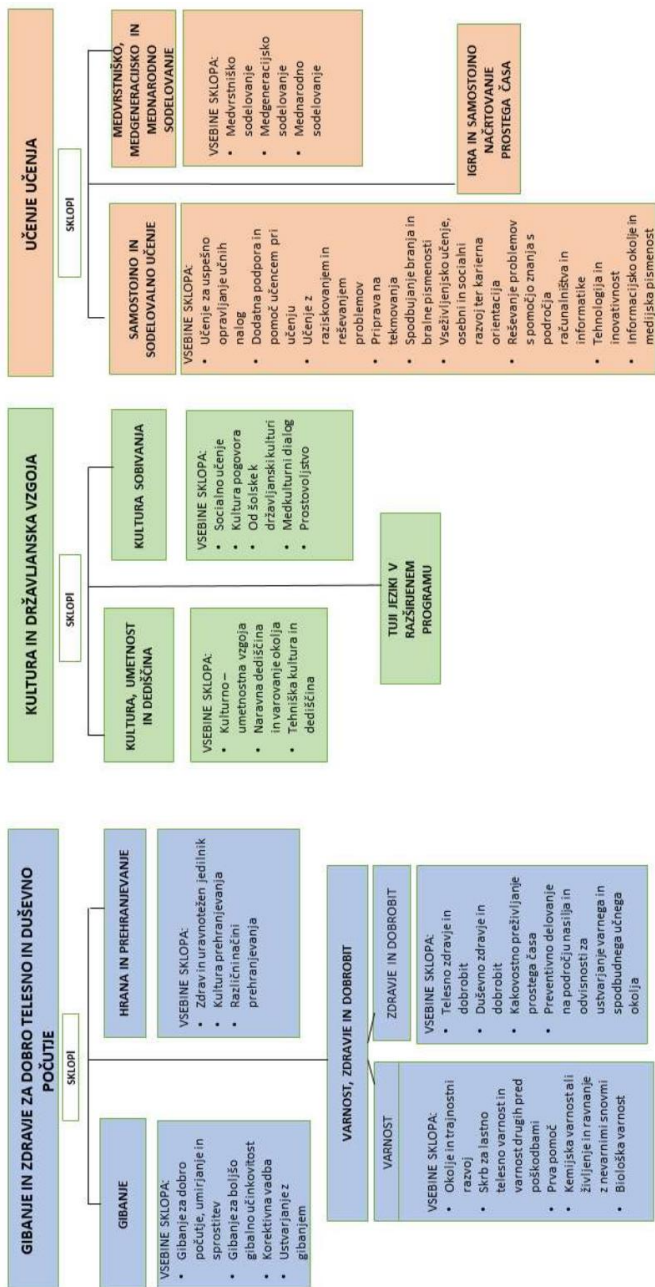 GIBANJE IN ZDRAVJE ZA DOBRO TELESNO IN DUŠEVNO
POČUTJE
SKLOPI
GIBANJE
VSEBINE SKLOPA:
• Gibanje za dobro
počutje, umirjanje in
sprostitev
• Gibanje za boljšo
gibalno učinkovitost
• Korektivna vadba
• Ustvarjanje z
gibanjem
HRANA IN PREHRANJEVANJE
VSEBINE SKLOPA:
• Zdrav in uravnotežen jedilnik
• Kultura prehranjevanja
• Različni načini
prehranjevanja
VARNOST, ZDRAVJE IN DOBROBIT
VARNOST
VSEBINE SKLOPA:
• Okolje in trajnostni
razvoj
• Skrb za lastno
telesno varnost in
varnost drugih pred
poškodbami
• Prva pomoč
• Kemijska varnost ali
življenje in ravnanje
z nevarnimi snovmi
• Biološka varnost
ZDRAVJE IN DOBROBIT
VSEBINE SKLOPA:
• Telesno zdravje in
dobrobit
• Duševno zdravje in
dobrobit
• Kakovostno preživljanje
prostega časa
• Preventivno delovanje
na področju nasilja in
odvisnosti za
ustvarjanje varnega in
spodbudnega učnega
okolja
KULTURA IN DRŽAVLJANSKA VZGOJA
SKLOPI
KULTURA, UMETNOST
IN DEDIŠČINA
VSEBINE SKLOPA:
• Kulturno –
umetnostna vzgoja
• Naravna dediščina
in varovanje okolja
• Tehniška kultura in
dediščina
KULTURA SOBIVANJA
VSEBINE SKLOPA:
• Socialno učenje
• Kultura pogovora
• Od šolske k
državljanski kulturi
• Medkulturni dialog
• Prostovoljstvo
TUJI JEZIKI V
RAZŠIRJENEM
PROGRAMU
UČENJE UČENJA
SKLOPI
SAMOSTOJNO IN
SODELOVALNO UČENJE
VSEBINE SKLOPA:
• Učenje za uspešno
opravljanje učnih
nalog
• Dodatna podpora in
pomoč učencem pri
učenju
• Učenje z
raziskovanjem in
reševanjem
problemov
• Priprava na
tekmovanja
• Spodbujanje branja in
bralne pismenosti
• Vseživljenjsko učenje,
osebni in socialni
razvoj ter karierna
orientacija
• Reševanje problemov
s pomočjo znanja s
področja
računalništva in
informatike
• Tehnologija in
inovativnost
• Informacijsko okolje in
medijska pismenost
MEDVRSTNIŠKO,
MEDGENERACIJSKO IN
MEDNARODNO
SODELOVANJE
VSEBINE SKLOPA:
• Medvrstniško
sodelovanje
• Medgeneracijsko
sodelovanje
• Mednarodno
sodelovanje
IGRA IN SAMOSTOJNO
NAČRTOVANJE
PROSTEGA ČASA